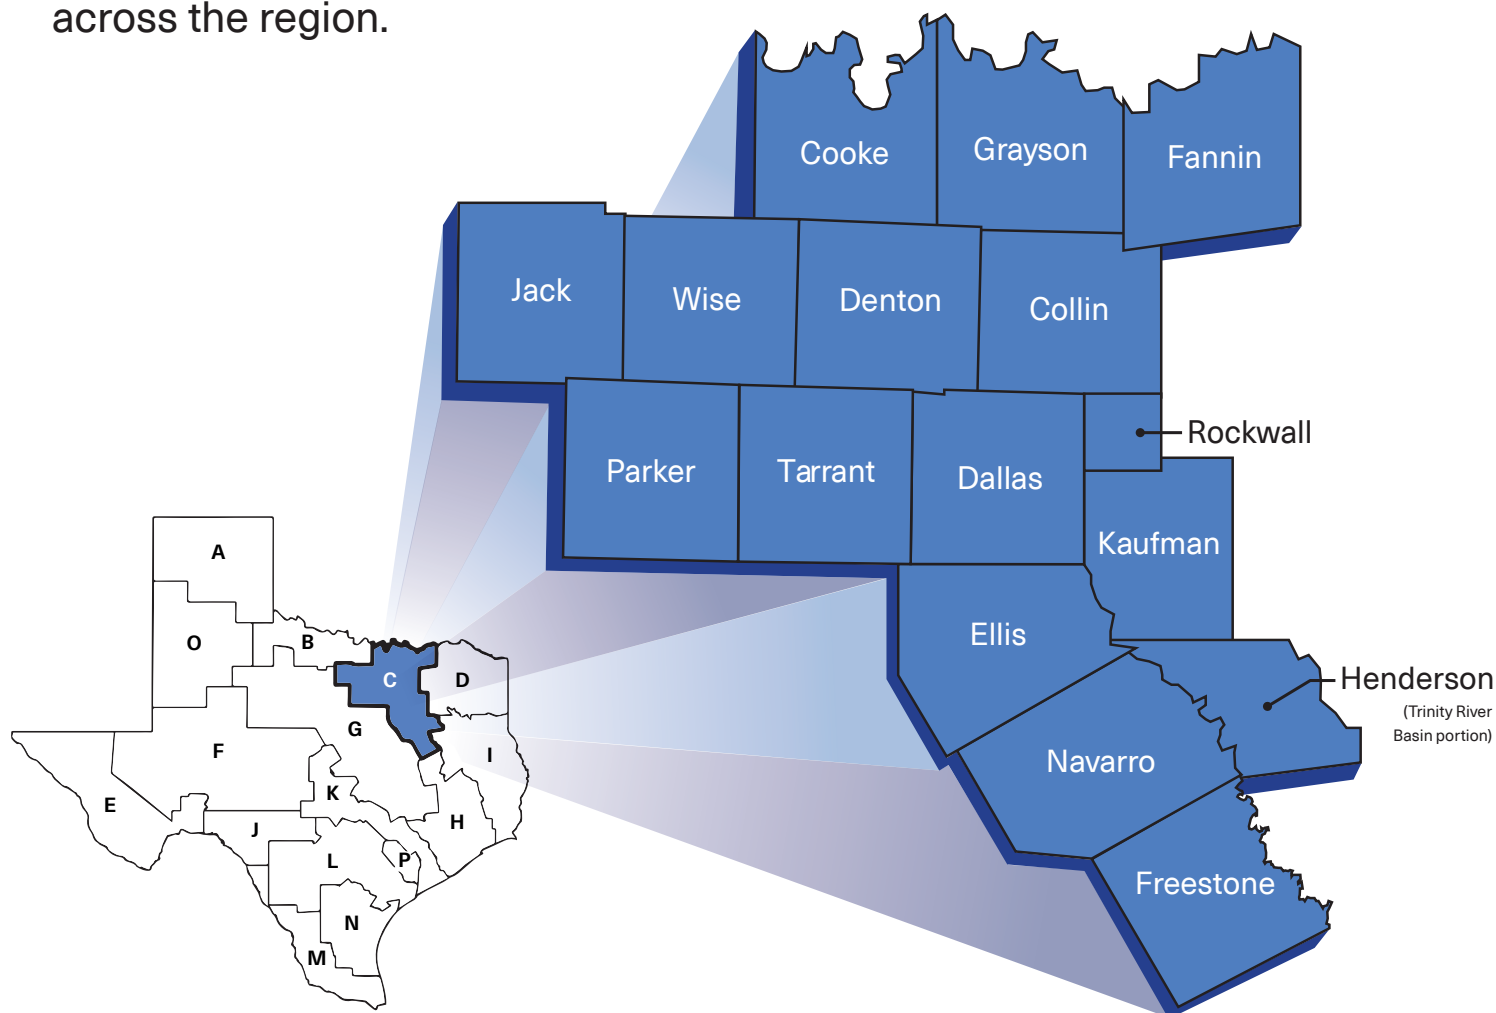 across the region.
Cooke
Grayson
Fannin
Jack
Wise
Denton
Collin
Rockwall
Parker
Tarrant
Dallas
Kaufman
Ellis
Henderson
(Trinity River
Basin portion)
Navarro
Freestone
A
O
B
C
D
G
F
I
E
K
J
H
L
P
N
M